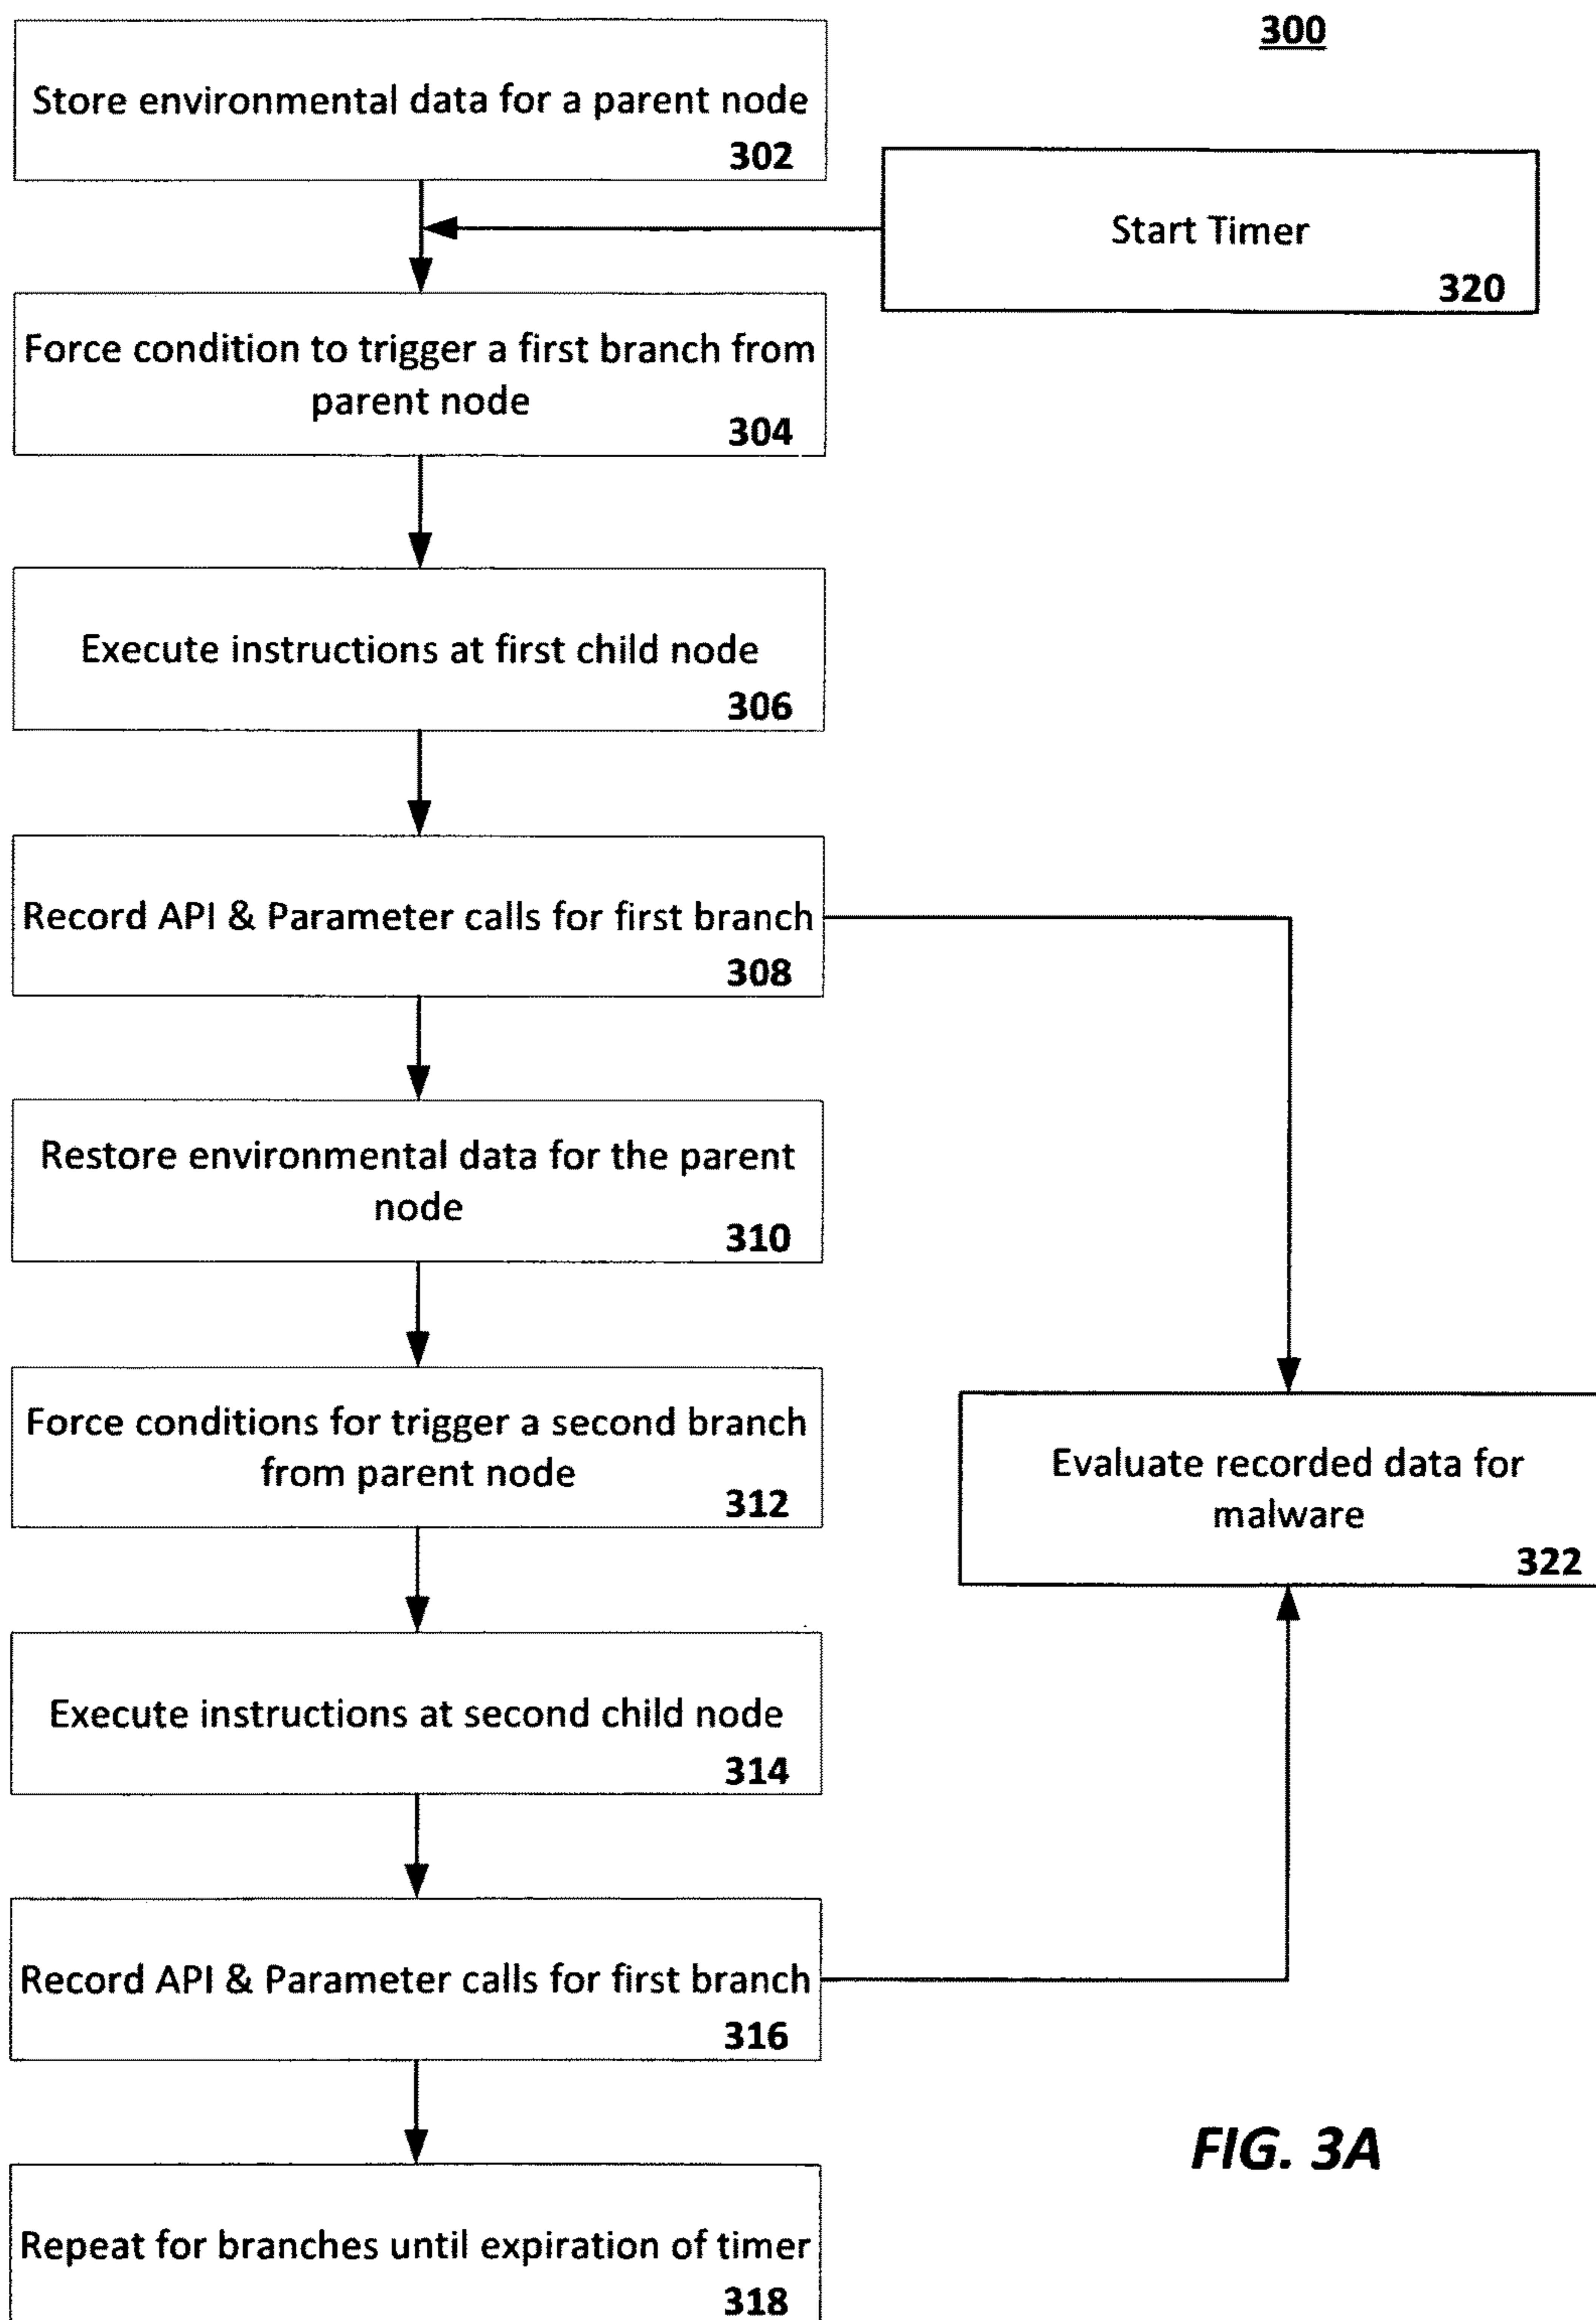 300
Store environmental data for a parent node
302
Start Timer
320
Force condition to trigger a first branch from
parent node
304
Execute instructions at first child node
306
Record API & Parameter calls for first branch
308
Restore environmental data for the parent
node
310
Force conditions for trigger a second branch
from parent node
312
Evaluate recorded data for
malware
322
Execute instructions at second child node
314
Record API & Parameter calls for first branch
316
FIG. 3A
Repeat for branches until expiration of timer
318